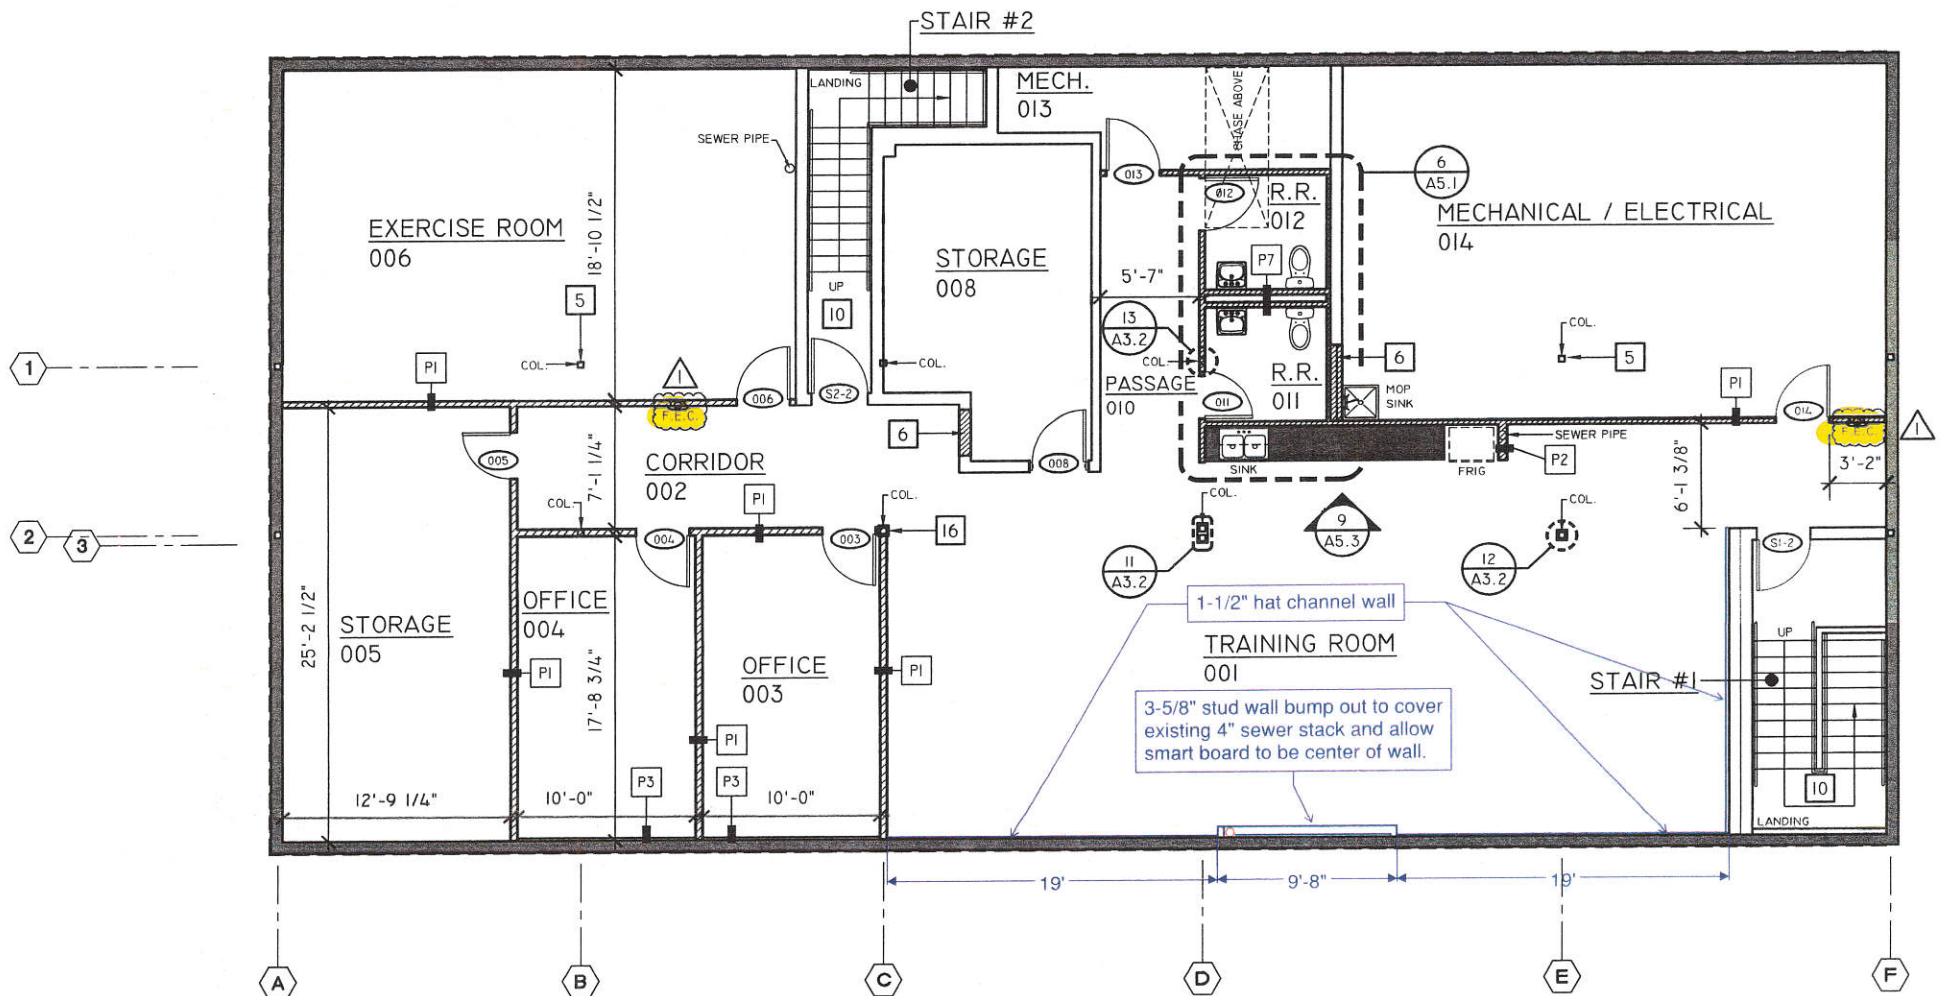 STAIR #2
LANDING
MECH.
013
CHASE ABOVE
SEWER PIPE
6
A5.1
013
012
R.R.
012
EXERCISE ROOM
006
18'-10 1/2"
MECHANICAL / ELECTRICAL
014
STORAGE
008
P7
5'-7"
5
UP
10
13
A3.2
COL.
COL.
COL.
COL.
5
6
1
P1
1
006
S2-2
PASSAGE
010
R.R.
011
011
MOP
SINK
P1
014
F.E.C.
F.E.C.
1
6
005
CORRIDOR
002
7'-1 1/4"
008
SINK
FRIG
SEWER PIPE
P2
6'-1 3/8"
3'-2"
COL.
P1
COL.
COL.
COL.
2
3
004
003
16
9
A5.3
S1-2
11
A3.2
12
A3.2
OFFICE
004
1-1/2" hat channel wall
25'-2 1/2"
STORAGE
005
17'-8 3/4"
OFFICE
003
TRAINING ROOM
001
UP
P1
P1
STAIR #1
3-5/8" stud wall bump out to cover
existing 4" sewer stack and allow
smart board to be center of wall.
P1
P3
P3
10
12'-9 1/4"
10'-0"
10'-0"
LANDING
19'
9'-8"
19'
A
B
C
D
E
F